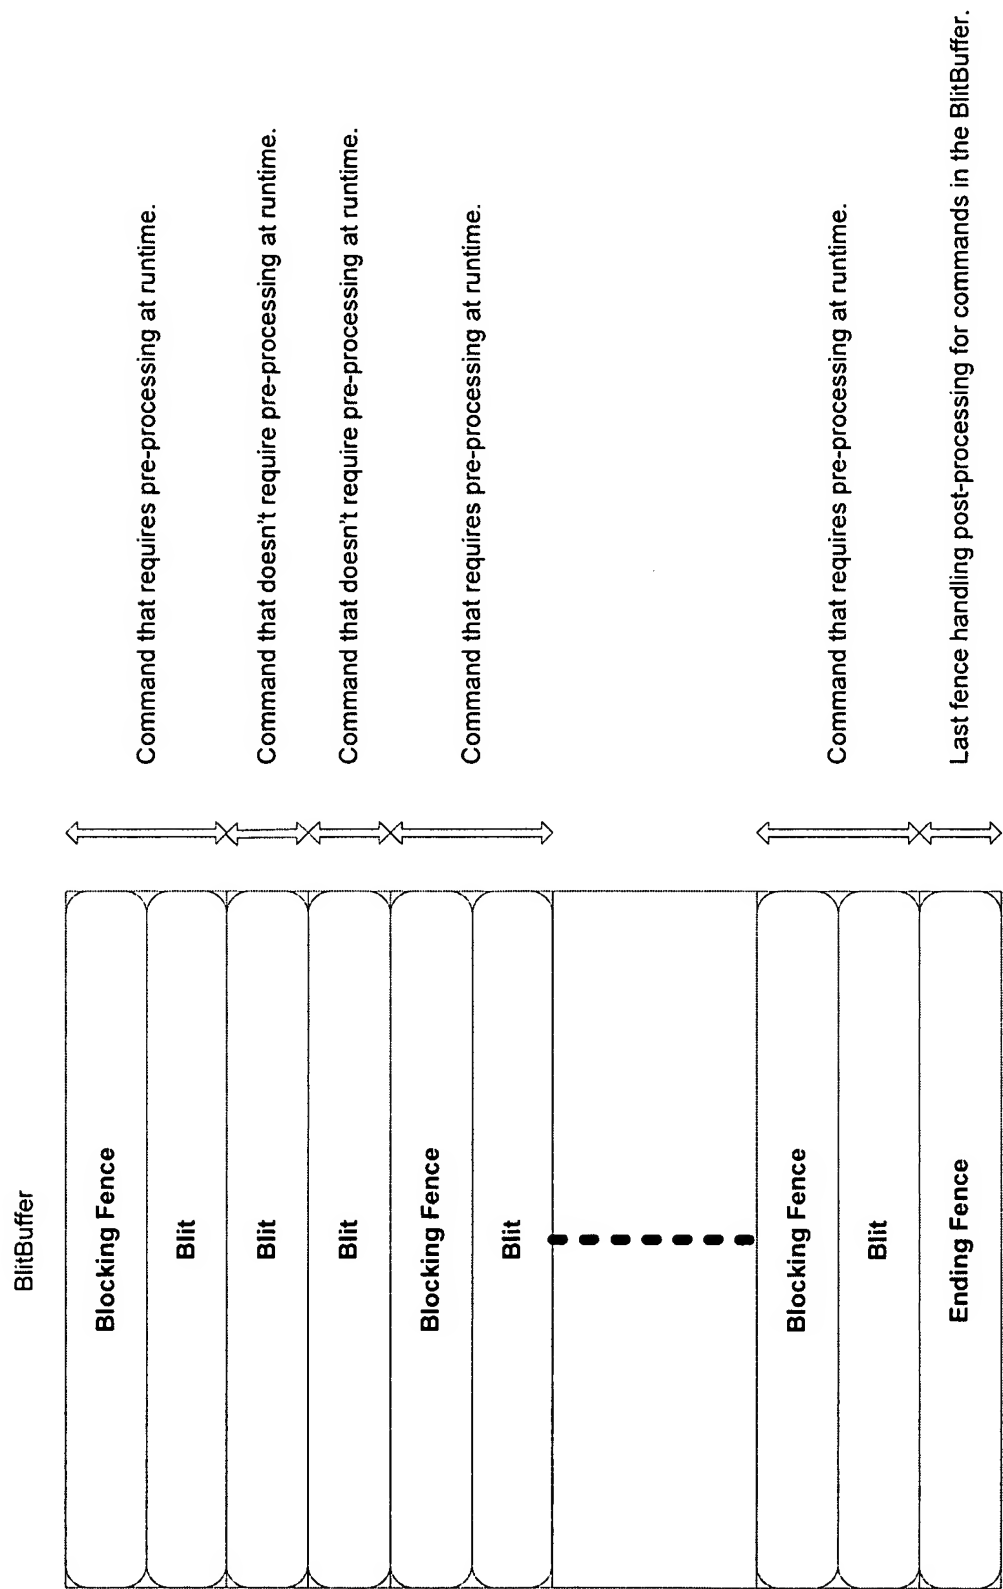 BlitBuffer
Blocking Fence
Command that requires pre-processing at runtime.
Blit
Blit
Command that doesn't require pre-processing at runtime.
Blit
Command that doesn't require pre-processing at runtime.
Blocking Fence
Command that requires pre-processing at runtime.
Blit
Blocking Fence
Command that requires pre-processing at runtime.
Blit
Ending Fence
Last fence handling post-processing for commands in the BlitBuffer.